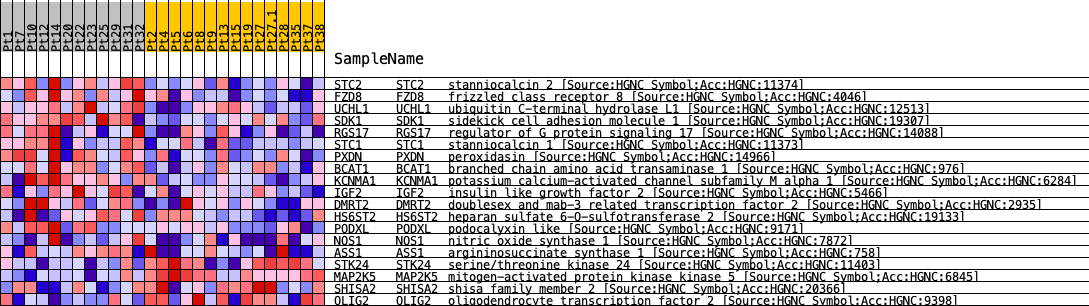 Pt1
Pt7
Pt10
Pt12
Pt14
Pt20
Pt22
Pt23
Pt25
Pt29
Pt31
Pt32
Pt2
Pt4
Pt5
Pt6
Pt8
Pt9
Pt13
Pt15
Pt19
Pt27
Pt27.1
Pt28
Pt35
Pt37
Pt38
SampleName
STC2 STC2 stanniocalcin 2 [Source:HGNC Symbol;Acc:HGNC:11374]
FZD8 FZD8 frizzled class receptor 8 [Source:HGNC Symbol;Acc:HGNC:4046]
UCHL1 UCHL1 ubiquitin C-terminal hydrolase L1 [Source:HGNC Symbol;Acc:HGNC:12513]
SDK1 SDK1 sidekick cell adhesion molecule 1 [Source:HGNC Symbol;Acc:HGNC:19307]
RGS17 RGS17 regulator of G protein signaling 17 [Source:HGNC Symbol;Acc:HGNC:14088]
STC1 STC1 stanniocalcin 1 [Source:HGNC Symbol;Acc:HGNC:11373]
PXDN PXDN peroxidasin [Source:HGNC Symbol;Acc:HGNC:14966]
BCAT1 BCAT1 branched chain amino acid transaminase 1 [Source:HGNC Symbol;Acc:HGNC:976]
KCNMA1 KCNMA1 potassium calcium-activated channel subfamily M alpha 1 [Source:HGNC Symbol;Acc:HGNC:6284]
IGF2 IGF2 insulin like growth factor 2 [Source:HGNC Symbol;Acc:HGNC:5466]
DMRT2 DMRT2 doublesex and mab-3 related transcription factor 2 [Source:HGNC Symbol;Acc:HGNC:2935]
HS6ST2 HS6ST2 heparan sulfate 6-O-sulfotransferase 2 [Source:HGNC Symbol;Acc:HGNC:19133]
PODXL PODXL podocalyxin like [Source:HGNC Symbol;Acc:HGNC:9171]
NOS1 NOS1 nitric oxide synthase 1 [Source:HGNC Symbol;Acc:HGNC:7872]
ASS1 ASS1 argininosuccinate synthase 1 [Source:HGNC Symbol;Acc:HGNC:758]
STK24 STK24 serine/threonine kinase 24 [Source:HGNC Symbol;Acc:HGNC:11403]
MAP2K5 MAP2K5 mitogen-activated protein kinase kinase 5 [Source:HGNC Symbol;Acc:HGNC:6845]
SHISA2 SHISA2 shisa family member 2 [Source:HGNC Symbol;Acc:HGNC:20366]
OLIG2 OLIG2 oligodendrocyte transcription factor 2 [Source:HGNC Symbol;Acc:HGNC:9398]